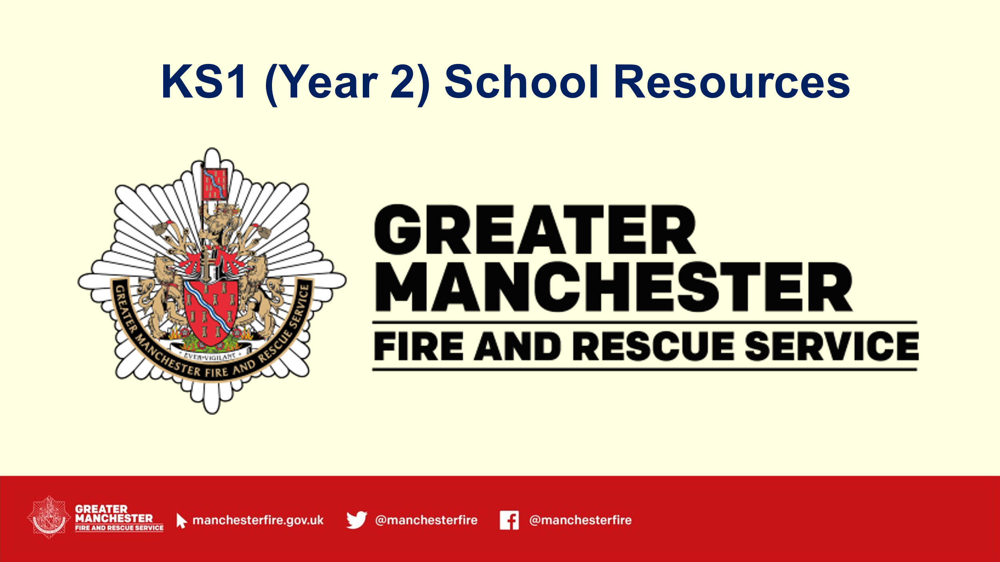 KS1 (Year 2) School Resources
GREATER
MANCHESTER
FIRE AND RESCUE SERVICE
EVER VIGILANT
GREATER MANCHESTER FIRE AND RESCUE SERVICE
GREATER
MANCHESTER
FIRE AND RESCUE SERVICE
manchesterfire.gov.uk
@manchesterfire
@manchesterfire